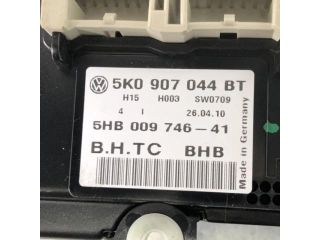 5K0 907 044 BT
H15 H003 SW0709
4 I 26.04.10
5HB 009 746-41
B.H.TC BHB
Made in Germany